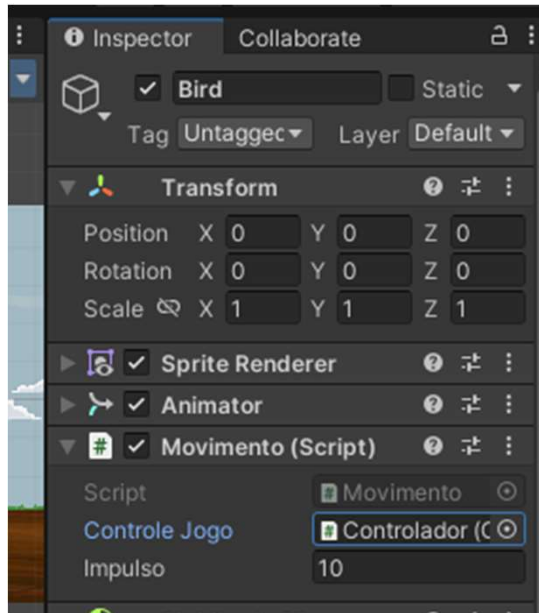 Inspector Collaborate
Bird Static
Tag Untaggec Layer Default
Transform
Position X 0 Y 0 Z 0
Rotation X 0 Y 0 Z 0
Scale X 1 Y 1 Z 1
Sprite Renderer
Animator
# Movimento (Script)
Script # Movimento
Controle Jogo # Controlador (C
Impulso 10